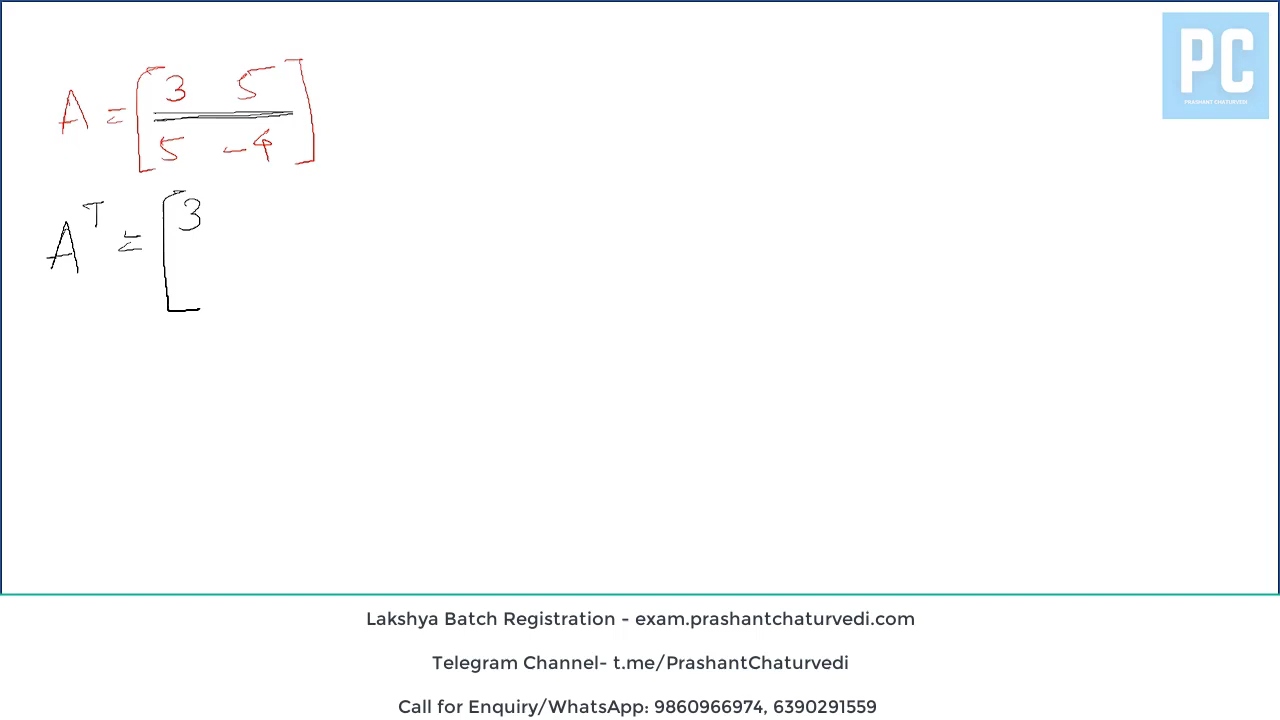 PC
PRASHANT CHATURVEDI
A = [3 5
5 -4]
A^T = [3
Lakshya Batch Registration - exam.prashantchaturvedi.com
Telegram Channel- t.me/PrashantChaturvedi
Call for Enquiry/WhatsApp: 9860966974, 6390291559